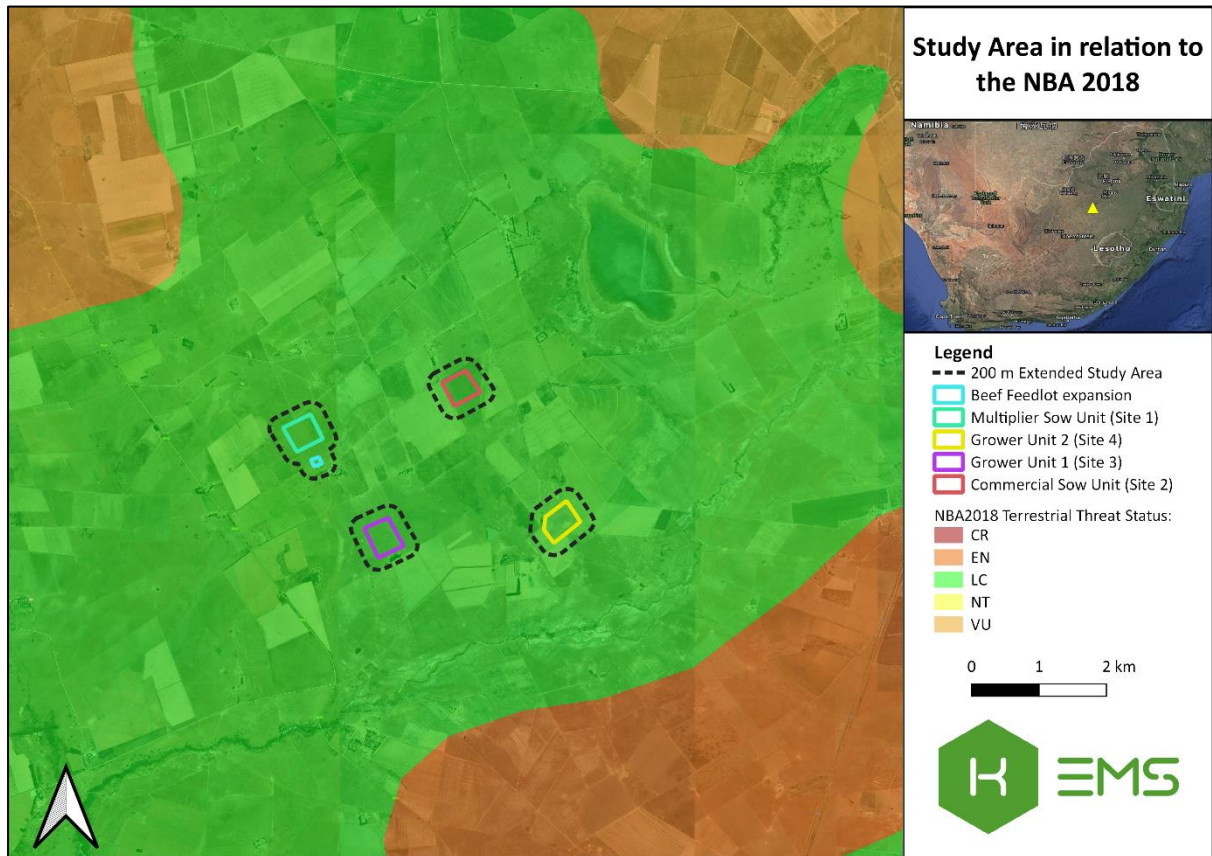 Study Area in relation to
the NBA 2018
Namibia
Eswatini
Lesotho
Legend
200 m Extended Study Area
Beef Feedlot expansion
Multiplier Sow Unit (Site 1)
Grower Unit 2 (Site 4)
Grower Unit 1 (Site 3)
Commercial Sow Unit (Site 2)
NBA2018 Terrestrial Threat Status:
CR
EN
LC
NT
VU
0 1 2 km
K EMS